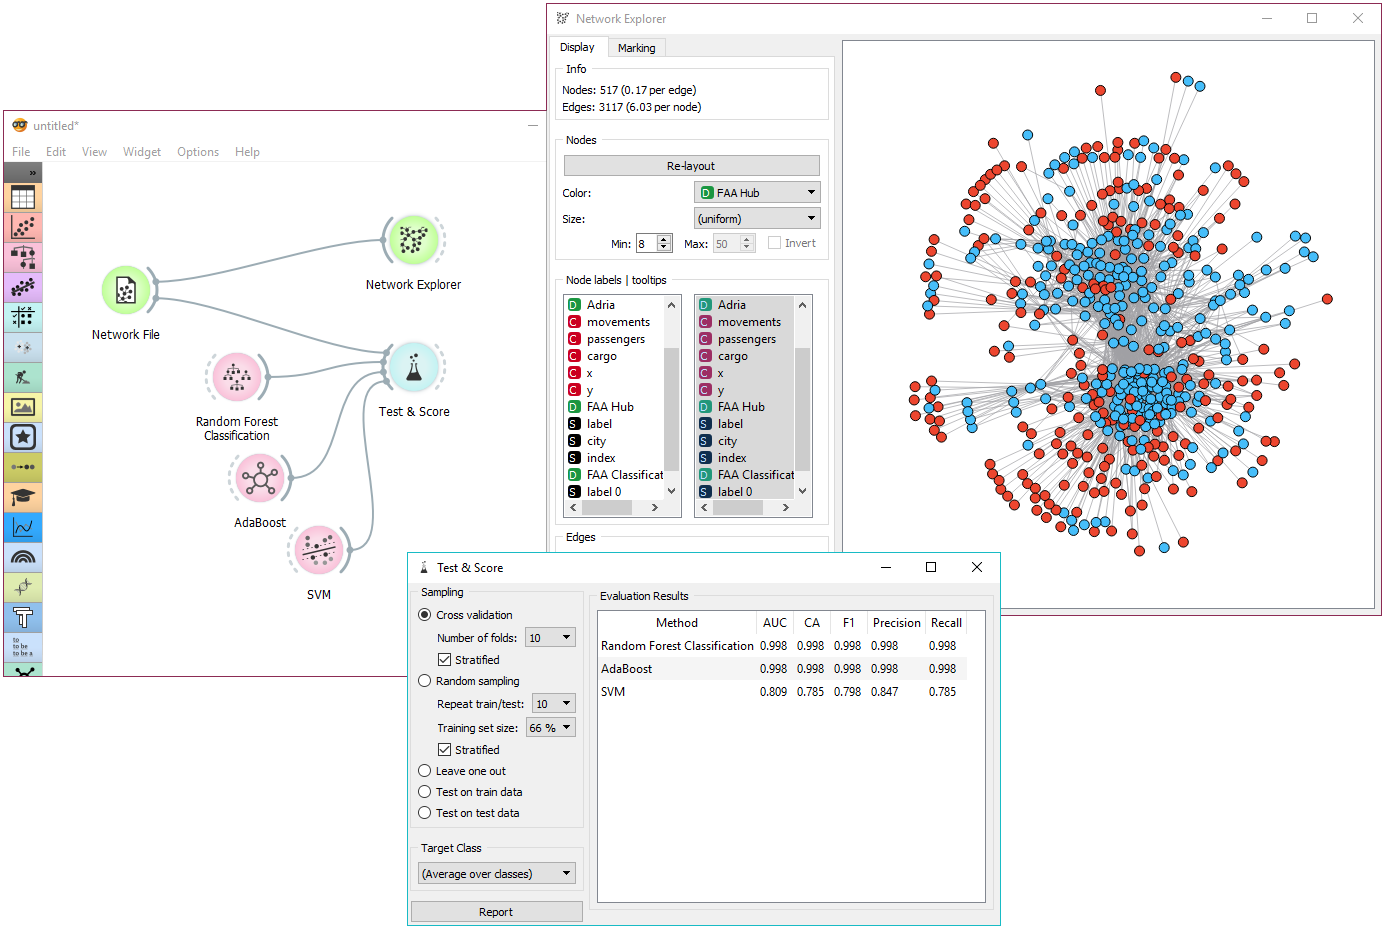 Network Explorer
Display
Marking
Info
Nodes: 517 (0.17 per edge)
Edges: 3117 (6.03 per node)
Nodes
Re-layout
Color:
D FAA Hub
Size:
(uniform)
Min: 8
Max: 50
Invert
Node labels | tooltips
D Adria
C movements
C passengers
C cargo
C x
C y
D FAA Hub
S label
S city
S index
D FAA Classificat
S label 0
D Adria
C movements
C passengers
C cargo
C x
C y
D FAA Hub
S label
S city
S index
D FAA Classificat
S label 0
Edges
untitled*
File Edit View Widget Options Help
»
to
to be
to be a
Network File
Network Explorer
Test & Score
Random Forest
Classification
AdaBoost
SVM
Test & Score
Sampling
Cross validation
Number of folds: 10
Stratified
Random sampling
Repeat train/test: 10
Training set size: 66 %
Stratified
Leave one out
Test on train data
Test on test data
Target Class
(Average over classes)
Report
Evaluation Results
Method AUC CA F1 Precision Recall
Random Forest Classification 0.998 0.998 0.998 0.998 0.998
AdaBoost 0.998 0.998 0.998 0.998 0.998
SVM 0.809 0.785 0.798 0.847 0.785